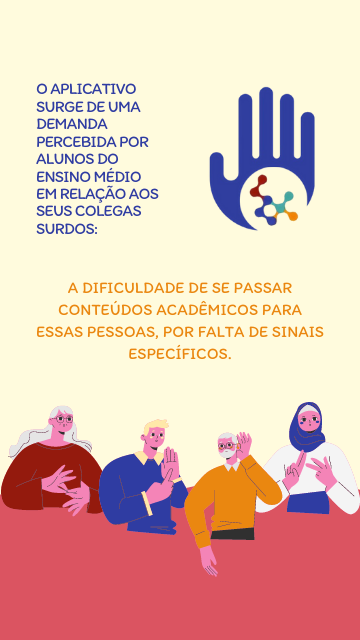 O APLICATIVO
SURGE DE UMA
DEMANDA
PERCEBIDA POR
ALUNOS DO
ENSINO MÉDIO
EM RELAÇÃO AOS
SEUS COLEGAS
SURDOS:
A DIFICULDADE DE SE PASSAR
CONTEÚDOS ACADÊMICOS PARA
ESSAS PESSOAS, POR FALTA DE SINAIS
ESPECÍFICOS.